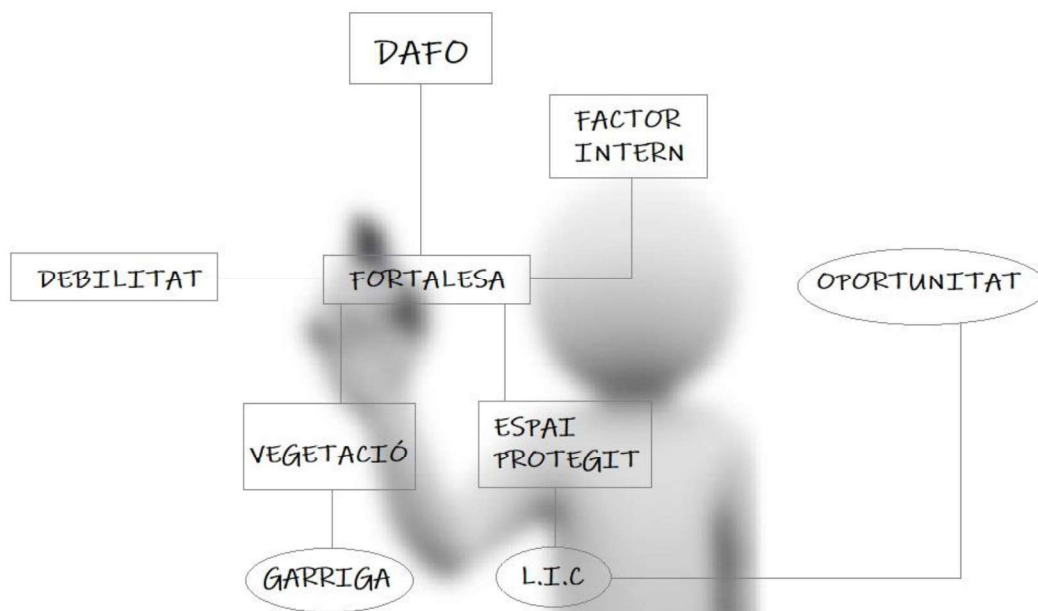 DAFO
FACTOR
INTERN
DEBILITAT
FORTALESA
OPORTUNITAT
VEGETACIÓ
ESPAI
PROTEGIT
GARRIGA
L.I.C